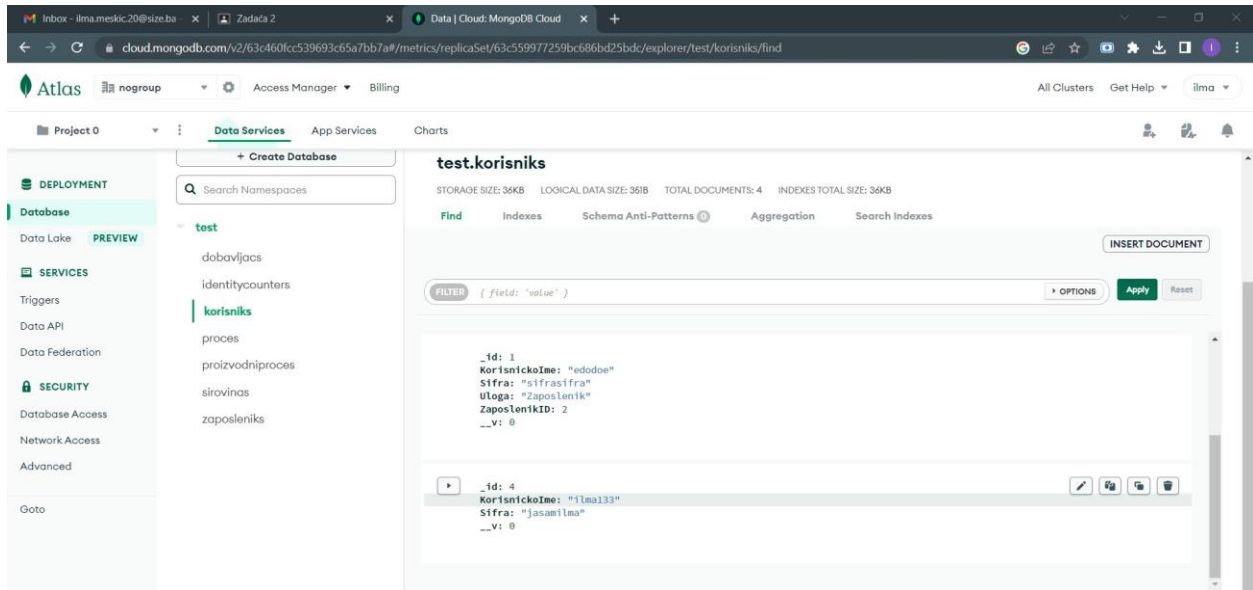 Inbox - ilma.meskic.20@size.ba -
Zadaća 2
Data | Cloud: MongoDB Cloud
cloud.mongodb.com/v2/63c460fcc539693c65a7bb7a#/metrics/replicaSet/63c559977259bc686bd25bdc/explorer/test/korisniks/find
Atlas nogroup Access Manager Billing All Clusters Get Help ilma
Project 0 Data Services App Services Charts
DEPLOYMENT
Database
Data Lake PREVIEW
SERVICES
Triggers
Data API
Data Federation
SECURITY
Database Access
Network Access
Advanced
Goto
+ Create Database
Search Namespaces
test
dobavljacs
identitycounters
korisniks
proces
proizvodniproces
sirovinas
zaposleniks
test.korisniks
STORAGE SIZE: 36KB LOGICAL DATA SIZE: 351B TOTAL DOCUMENTS: 4 INDEXES TOTAL SIZE: 36KB
Find Indexes Schema Anti-Patterns 0 Aggregation Search Indexes
INSERT DOCUMENT
FILTER { field: 'value' } OPTIONS Apply Reset
_id: 1
KorisnickoIme: "edodoe"
Sifra: "sifrasifra"
Uloga: "Zaposlenik"
ZaposlenikID: 2
__v: 0
_id: 4
KorisnickoIme: "ilma133"
Sifra: "jasamilma"
__v: 0